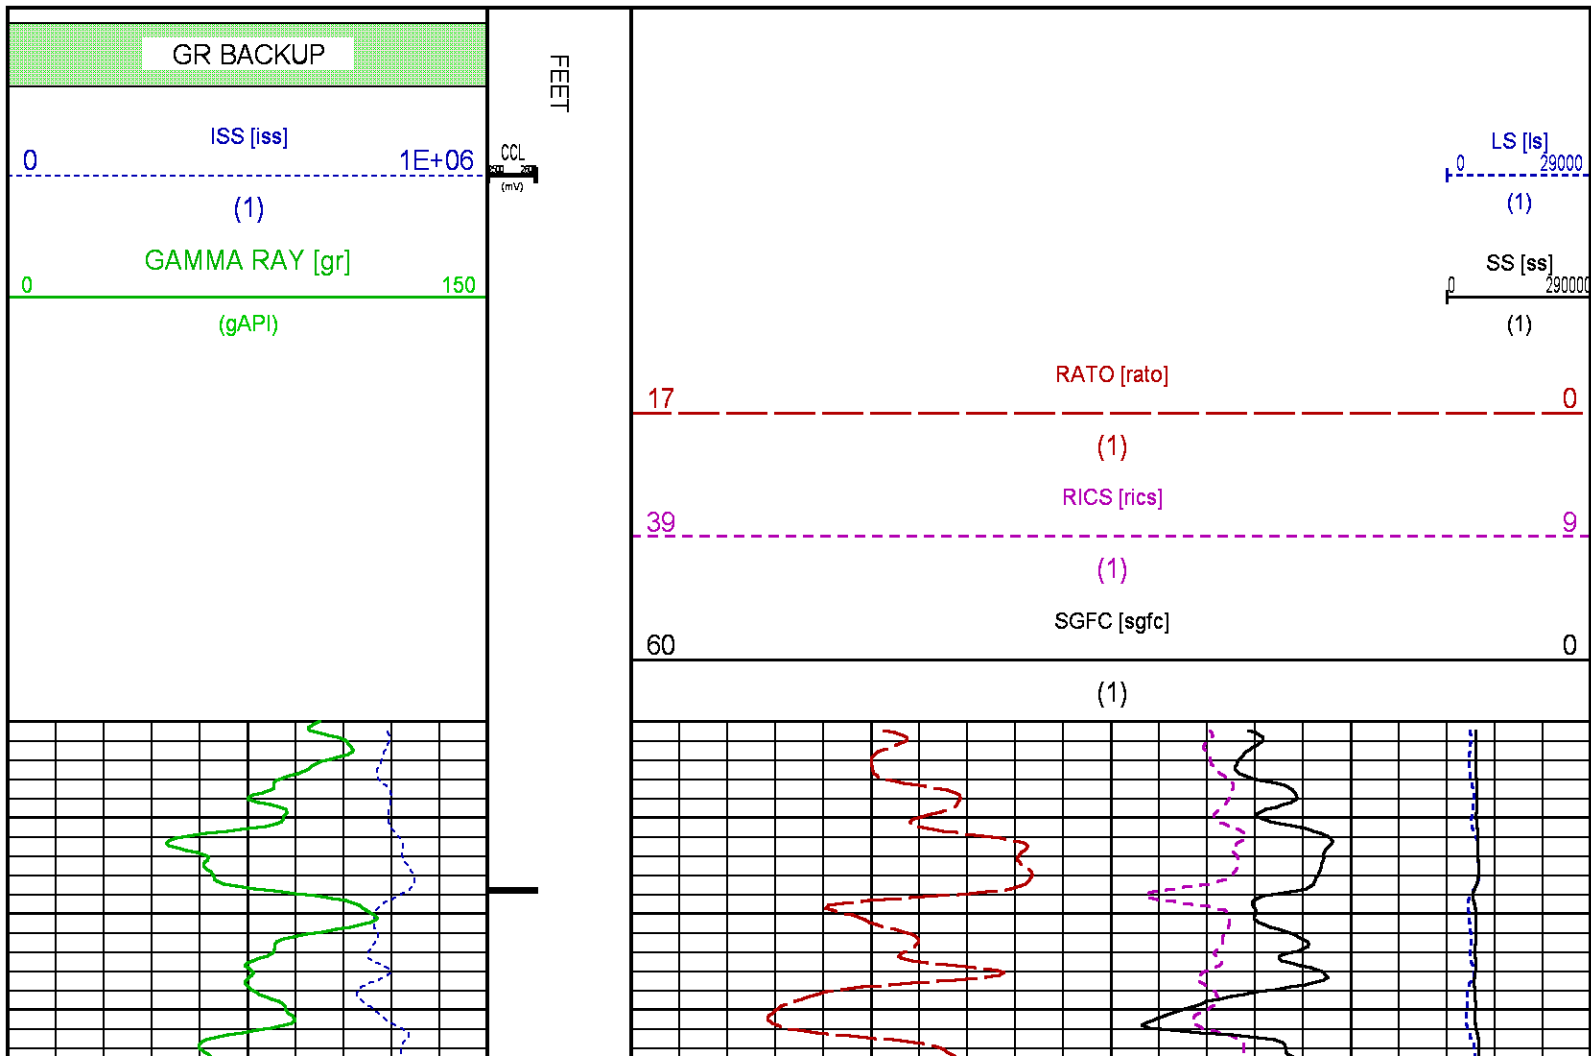 GR BACKUP
FEET
ISS [iss]
0 1E+06
(1)
GAMMA RAY [gr]
0 150
(gAPI)
CCL
(mV)
LS [ls]
0 29000
(1)
SS [ss]
0 290000
(1)
RATO [rato]
17 0
(1)
RICS [rics]
39 9
(1)
SGFC [sgfc]
60 0
(1)